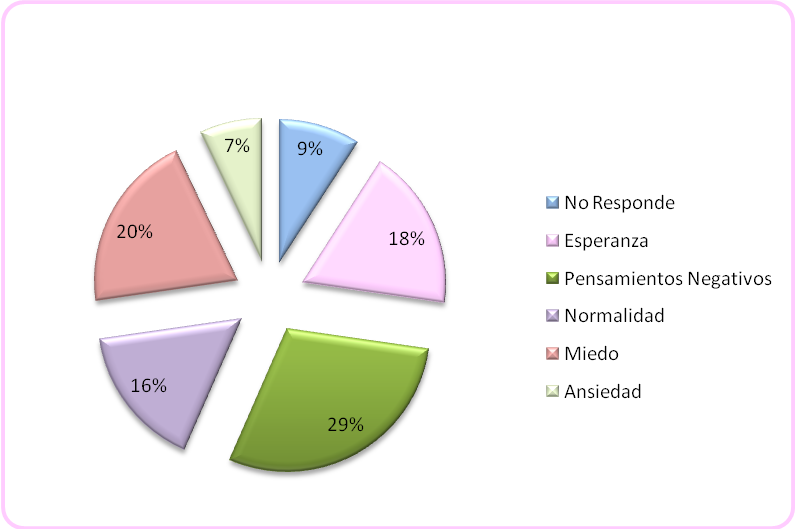 7%
9%
18%
20%
16%
29%
No Responde
Esperanza
Pensamientos Negativos
Normalidad
Miedo
Ansiedad